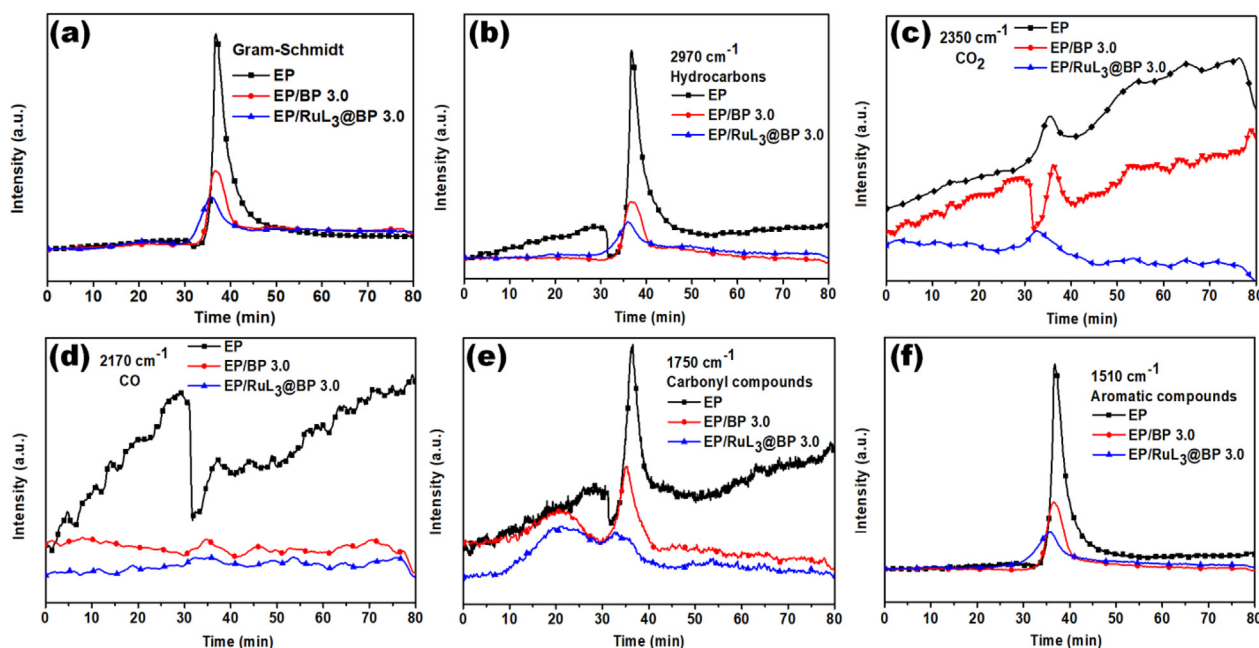 (a)
Gram-Schmidt
EP
EP/BP 3.0
EP/RuL3@BP 3.0
Intensity (a.u.)
0 10 20 30 40 50 60 70 80
Time (min)
(b)
2970 cm-1
Hydrocarbons
EP
EP/BP 3.0
EP/RuL3@BP 3.0
Intensity (a.u.)
0 10 20 30 40 50 60 70 80
Time (min)
(c)
2350 cm-1
CO2
EP
EP/BP 3.0
EP/RuL3@BP 3.0
Intensity (a.u.)
0 10 20 30 40 50 60 70 80
Time (min)
(d)
2170 cm-1
CO
EP
EP/BP 3.0
EP/RuL3@BP 3.0
Intensity (a.u.)
0 10 20 30 40 50 60 70 80
Time (min)
(e)
1750 cm-1
Carbonyl compounds
EP
EP/BP 3.0
EP/RuL3@BP 3.0
Intensity (a.u.)
0 10 20 30 40 50 60 70 80
Time (min)
(f)
1510 cm-1
Aromatic compounds
EP
EP/BP 3.0
EP/RuL3@BP 3.0
Intensity (a.u.)
0 10 20 30 40 50 60 70 80
Time (min)